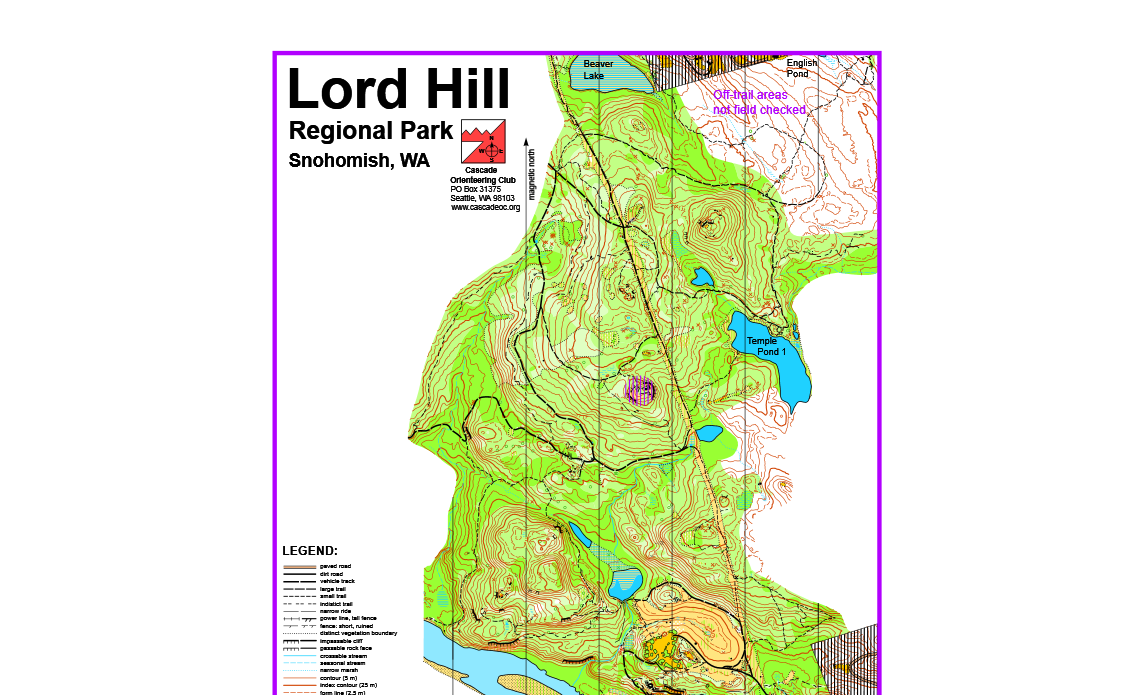 Lord Hill
Regional Park
Snohomish, WA
N
W E
S
Cascade
Orienteering Club
PO Box 31375
Seattle, WA 98103
www.cascadeoc.org
magnetic north
Beaver
Lake
English
Pond
Off-trail areas
not field checked
Temple
Pond 1
LEGEND:
paved road
dirt road
vehicle track
large trail
small trail
indistict trail
narrow ride
power line, tall fence
fence: short, ruined
distinct vegetation boundary
impassable cliff
passable rock face
crossable stream
seasonal stream
narrow marsh
contour (5 m)
index contour (25 m)
form line (2.5 m)